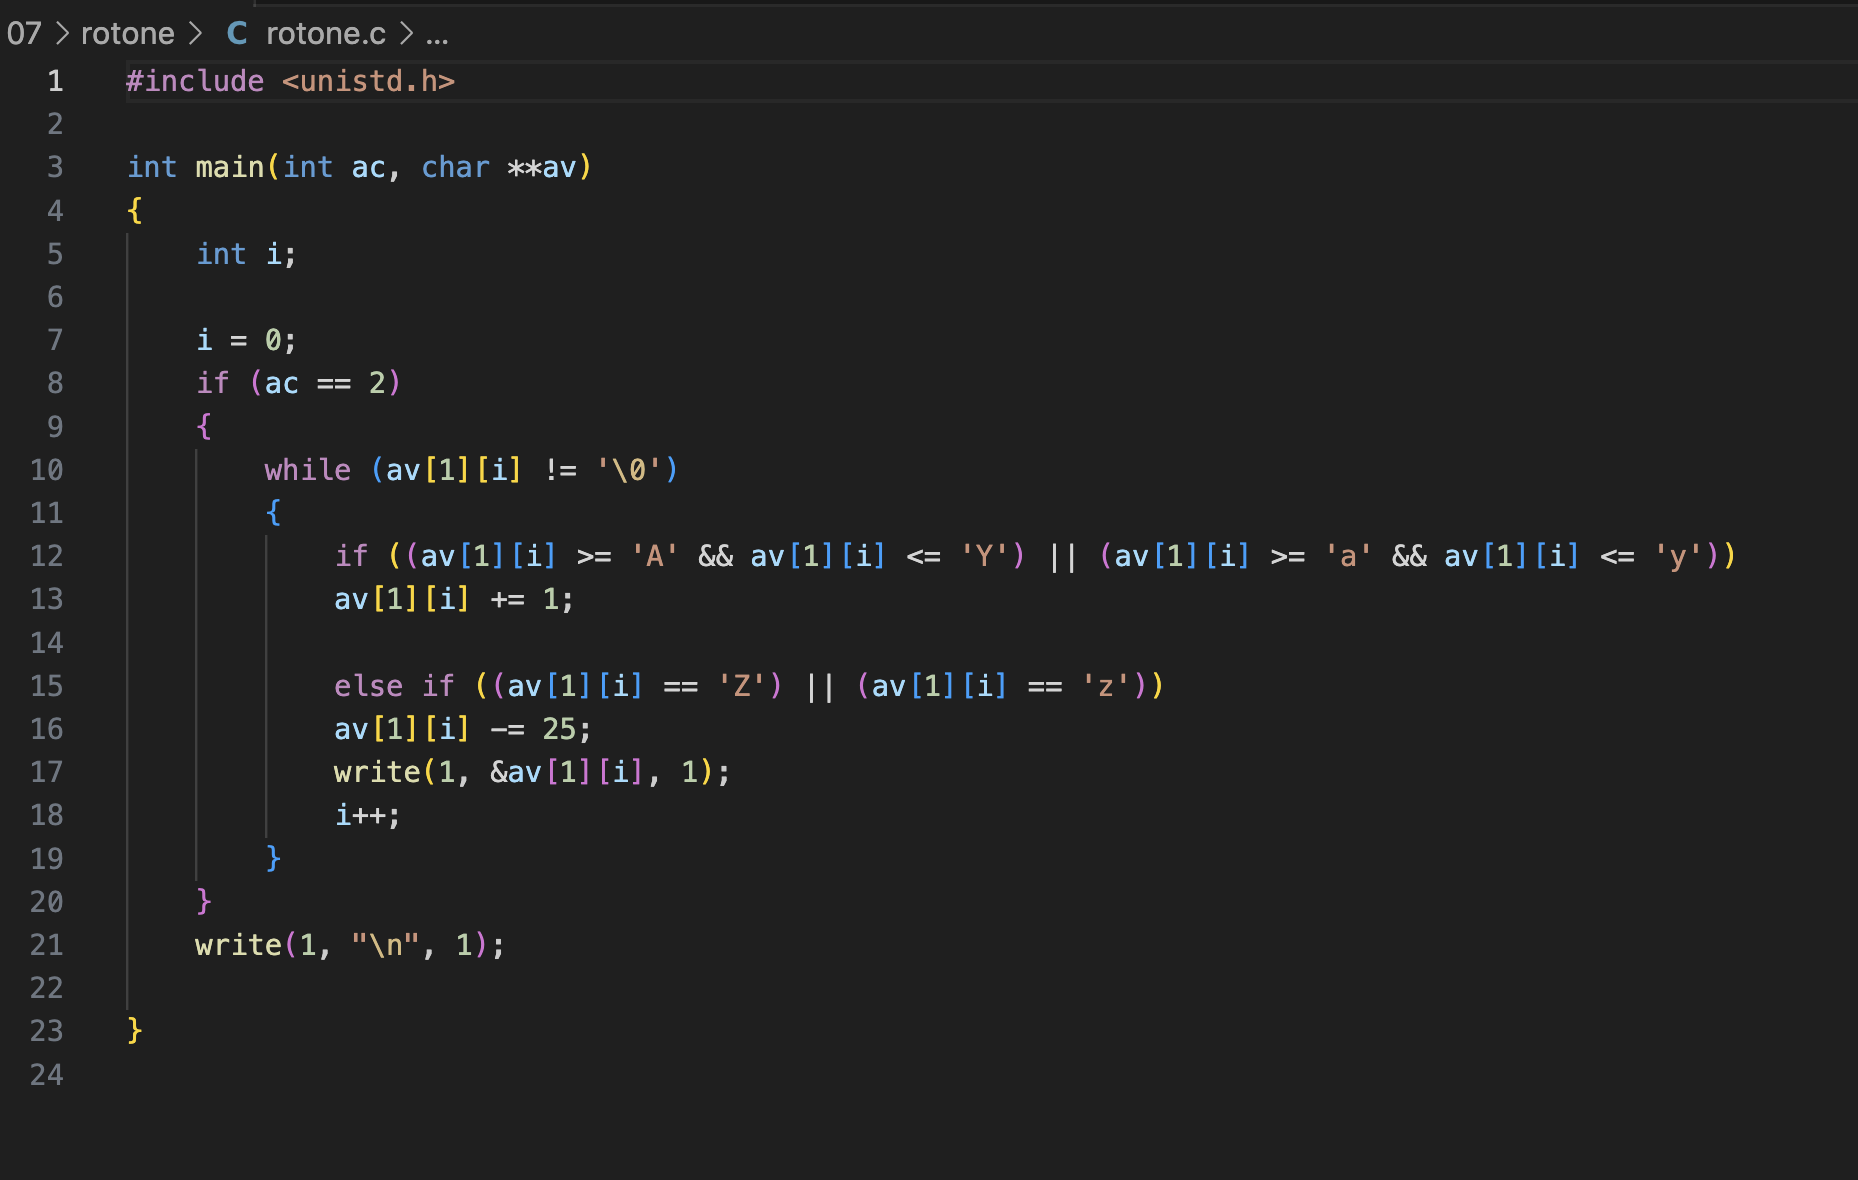 07 > rotone > C rotone.c > ...
1 #include <unistd.h>
2
3 int main(int ac, char **av)
4 {
5     int i;
6
7     i = 0;
8     if (ac == 2)
9     {
10         while (av[1][i] != '\0')
11         {
12             if ((av[1][i] >= 'A' && av[1][i] <= 'Y') || (av[1][i] >= 'a' && av[1][i] <= 'y'))
13             av[1][i] += 1;
14
15             else if ((av[1][i] == 'Z') || (av[1][i] == 'z'))
16             av[1][i] -= 25;
17             write(1, &av[1][i], 1);
18             i++;
19         }
20     }
21     write(1, "\n", 1);
22
23 }
24